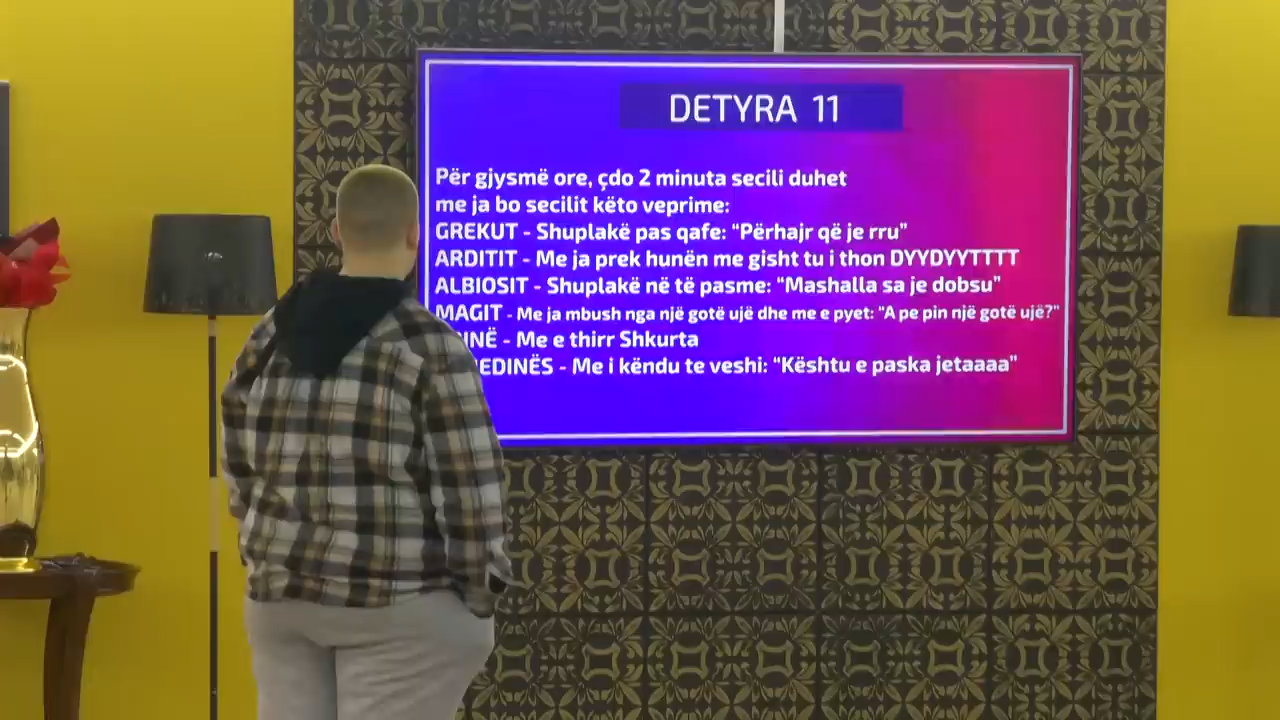 DETYRA 11
Për gjysmë ore, çdo 2 minuta secili duhet
me ja bo secilit këto veprime:
GREKUT - Shuplakë pas qafe: “Përhajr që je rru”
ARDITIT - Me ja prek hunën me gisht tu i thon DYYDYYTTTT
ALBIOSIT - Shuplakë në të pasme: “Mashalla sa je dobsu”
MAGIT - Me ja mbush nga një gotë ujë dhe me e pyet: “A pe pin një gotë ujë?”
- Me e thirr Shkurta
- Me i këndu te veshi: “Kështu e paska jetaaaa”